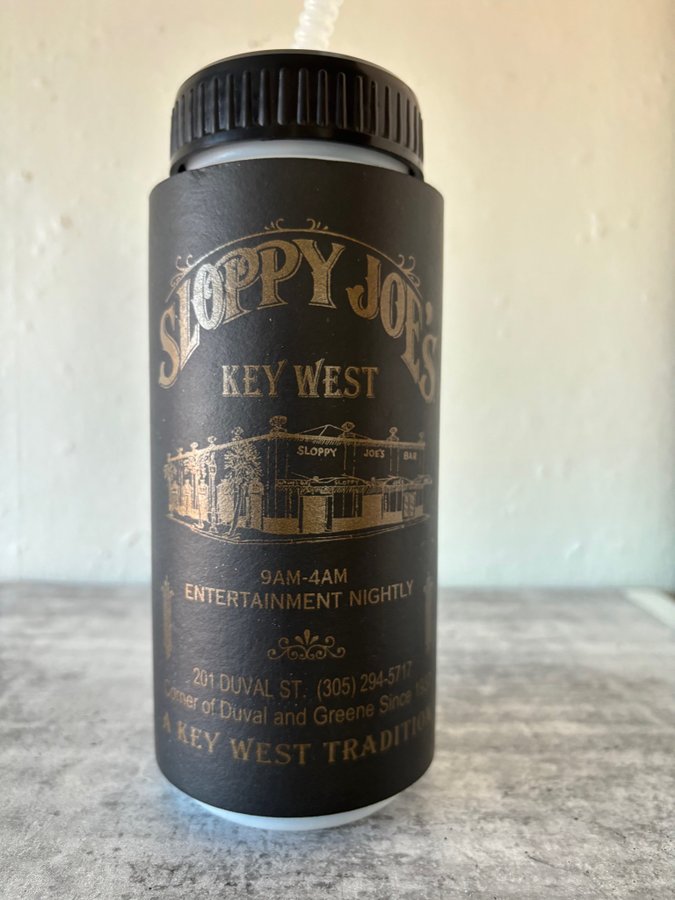 SLOPPY JOE'S
KEY WEST
SLOPPY JOE'S BAR
SLOPPY
9AM-4AM
ENTERTAINMENT NIGHTLY
201 DUVAL ST. (305) 294-5717
Corner of Duval and Greene Since
A KEY WEST TRADITION